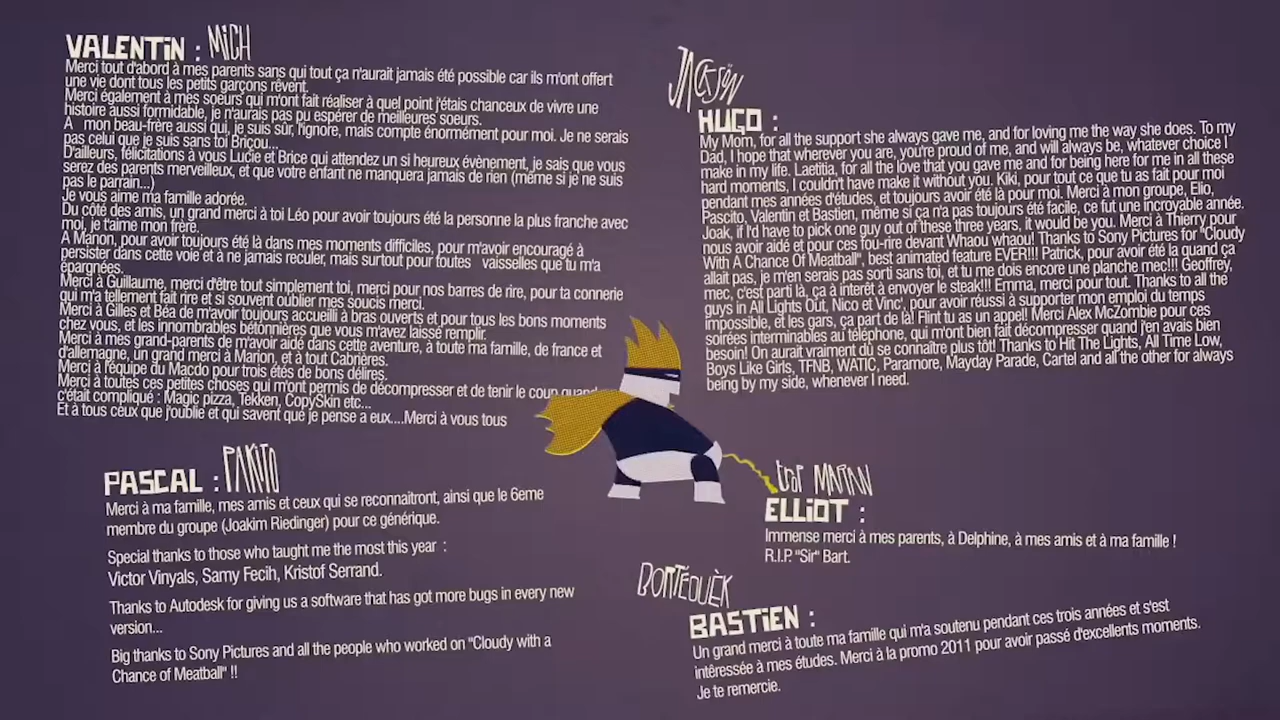 VALENTIN : MICH
Merci tout d'abord à mes parents sans qui tout ça n'aurait jamais été possible car ils m'ont offert
une vie dont tous les petits garçons rêvent.
Merci également à mes soeurs qui m'ont fait réaliser à quel point j'étais chanceux de vivre une
histoire aussi formidable, je n'aurais pas pu espérer de meilleures soeurs.
A mon beau-frère aussi qui, je suis sûr, l'ignore, mais compte énormément pour moi. Je ne serais
pas celui que je suis sans toi Briçou...
D'ailleurs, félicitations à vous Lucie et Brice qui attendez un si heureux évènement, je sais que vous
serez des parents merveilleux, et que votre enfant ne manquera jamais de rien (même si je ne suis
pas le parrain...)
Je vous aime ma famille adorée.
Du côté des amis, un grand merci à toi Léo pour avoir toujours été la personne la plus franche avec
moi, je t'aime mon frère.
A Manon, pour avoir toujours été là dans mes moments difficiles, pour m'avoir encouragé à
persister dans cette voie et à ne jamais reculer, mais surtout pour toutes vaisselles que tu m'a
épargnées.
Merci à Guillaume, merci d'être tout simplement toi, merci pour nos barres de rire, pour ta connerie
qui m'a tellement fait rire et si souvent oublier mes soucis merci.
Merci à Gilles et Béa de m'avoir toujours accueilli à bras ouverts et pour tous les bons moments
chez vous, et les innombrables bétonnières que vous m'avez laissé remplir.
Merci à mes grand-parents de m'avoir aidé dans cette aventure, à toute ma famille, de france et
d'allemagne, un grand merci à Marion, et à tout Cabrières.
Merci à l'équipe du Macdo pour trois étés de bons délires.
Merci à toutes ces petites choses qui m'ont permis de décompresser et de tenir le coup quand
c'était compliqué : Magic pizza, Tekken, CopySkin etc...
Et à tous ceux que j'oublie et qui savent que je pense a eux....Merci à vous tous
JACKSON
HUGO :
My Mom, for all the support she always gave me, and for loving me the way she does. To my
Dad, I hope that wherever you are, you're proud of me, and will always be, whatever choice I
make in my life. Laetitia, for all the love that you gave me and for being here for me in all these
hard moments, I couldn't have make it without you. Kiki, pour tout ce que tu as fait pour moi
pendant mes années d'études, et toujours avoir été là pour moi. Merci à mon groupe, Elio,
Pascito, Valentin et Bastien, même si ça n'a pas toujours été facile, ce fut une incroyable année.
Joak, if I'd have to pick one guy out of these three years, it would be you. Merci à Thierry pour
nous avoir aidé et pour ces fou-rire devant Whaou whaou! Thanks to Sony Pictures for "Cloudy
With A Chance Of Meatball", best animated feature EVER!!! Patrick, pour avoir été la quand ça
allait pas, je m'en serais pas sorti sans toi, et tu me dois encore une planche mec!!! Geoffrey,
mec, c'est parti là, ça à intérêt à envoyer le steak!!! Emma, merci pour tout. Thanks to all the
guys in All Lights Out, Nico et Vinc', pour avoir réussi à supporter mon emploi du temps
impossible, et les gars, ça part de là! Flint tu as un appel! Merci Alex McZombie pour ces
soirées interminables au téléphone, qui m'ont bien fait décompresser quand j'en avais bien
besoin! On aurait vraiment dû se connaître plus tôt! Thanks to Hit The Lights, All Time Low,
Boys Like Girls, TFNB, WATIC, Paramore, Mayday Parade, Cartel and all the other for always
being by my side, whenever I need.
PASCAL : PAKITO
Merci à ma famille, mes amis et ceux qui se reconnaitront, ainsi que le 6eme
membre du groupe (Joakim Riedinger) pour ce générique.
Special thanks to those who taught me the most this year :
Victor Vinyals, Samy Fecih, Kristof Serrand.
Thanks to Autodesk for giving us a software that has got more bugs in every new
version...
Big thanks to Sony Pictures and all the people who worked on "Cloudy with a
Chance of Meatball" !!
MATAN
ELLIOT :
Immense merci à mes parents, à Delphine, à mes amis et à ma famille !
R.I.P. "Sir" Bart.
BONTÉQUÈK
BASTIEN :
Un grand merci à toute ma famille qui m'a soutenu pendant ces trois années et s'est
intêressée à mes études. Merci à la promo 2011 pour avoir passé d'excellents moments.
Je te remercie.